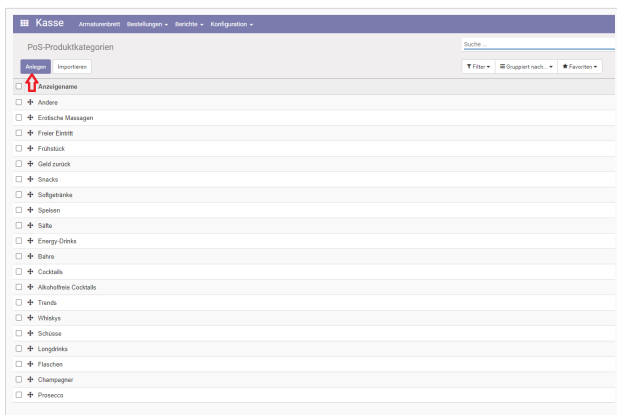 Kasse Armaturenbrett Bestellungen Berichte Konfiguration
PoS-Produktkategorien
Suche ...
Anlegen Importieren
Filter Gruppiert nach... Favoriten
Anzeigename
Andere
Erotische Massagen
Freier Eintritt
Frühstück
Geld zurück
Snacks
Softgetränke
Speisen
Säfte
Energy-Drinks
Bahre
Cocktails
Alkoholfreie Cocktails
Trends
Whiskys
Schüsse
Longdrinks
Flaschen
Champagner
Prosecco